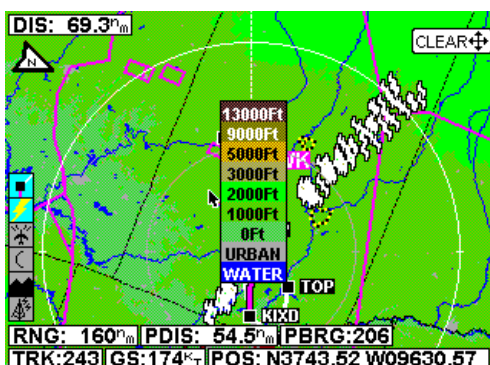 DIS: 69.3nm
CLEAR
N
13000Ft
9000Ft
5000Ft
3000Ft
2000Ft
1000Ft
0Ft
URBAN
WATER
TOP
KIXD
RNG: 160nm PDIS: 54.5nm PBRG:206
TRK:243 GS:174KT POS: N3743.52 W09630.57